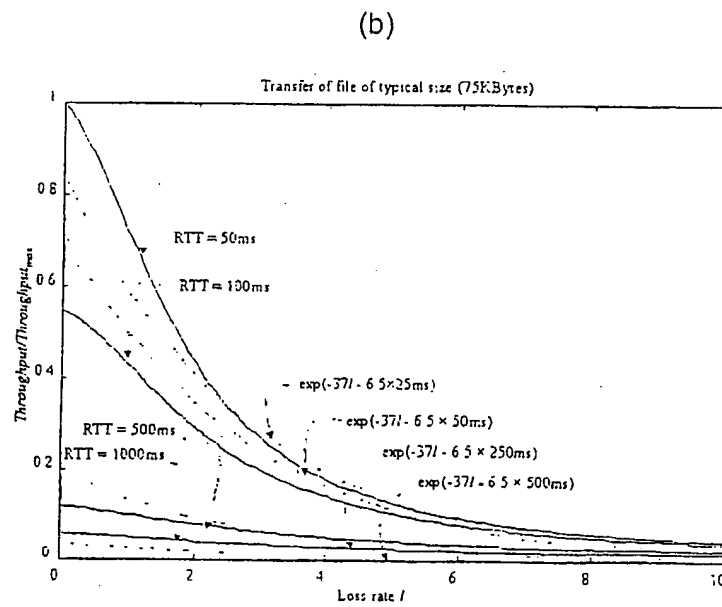 (b)
Transfer of file of typical size (75KBytes)
1
0 8
RTT = 50ms
RTT = 100ms
0 6
Throughput/Throughput max
0 4
exp(-37l - 6 5×25ms)
exp(-37l - 6 5 × 50ms)
RTT = 500ms
RTT = 1000ms
exp(-37l - 6 5 × 250ms)
exp(-37l - 6 5 × 500ms)
0 2
0
0 2 4 6 8 10
Loss rate l